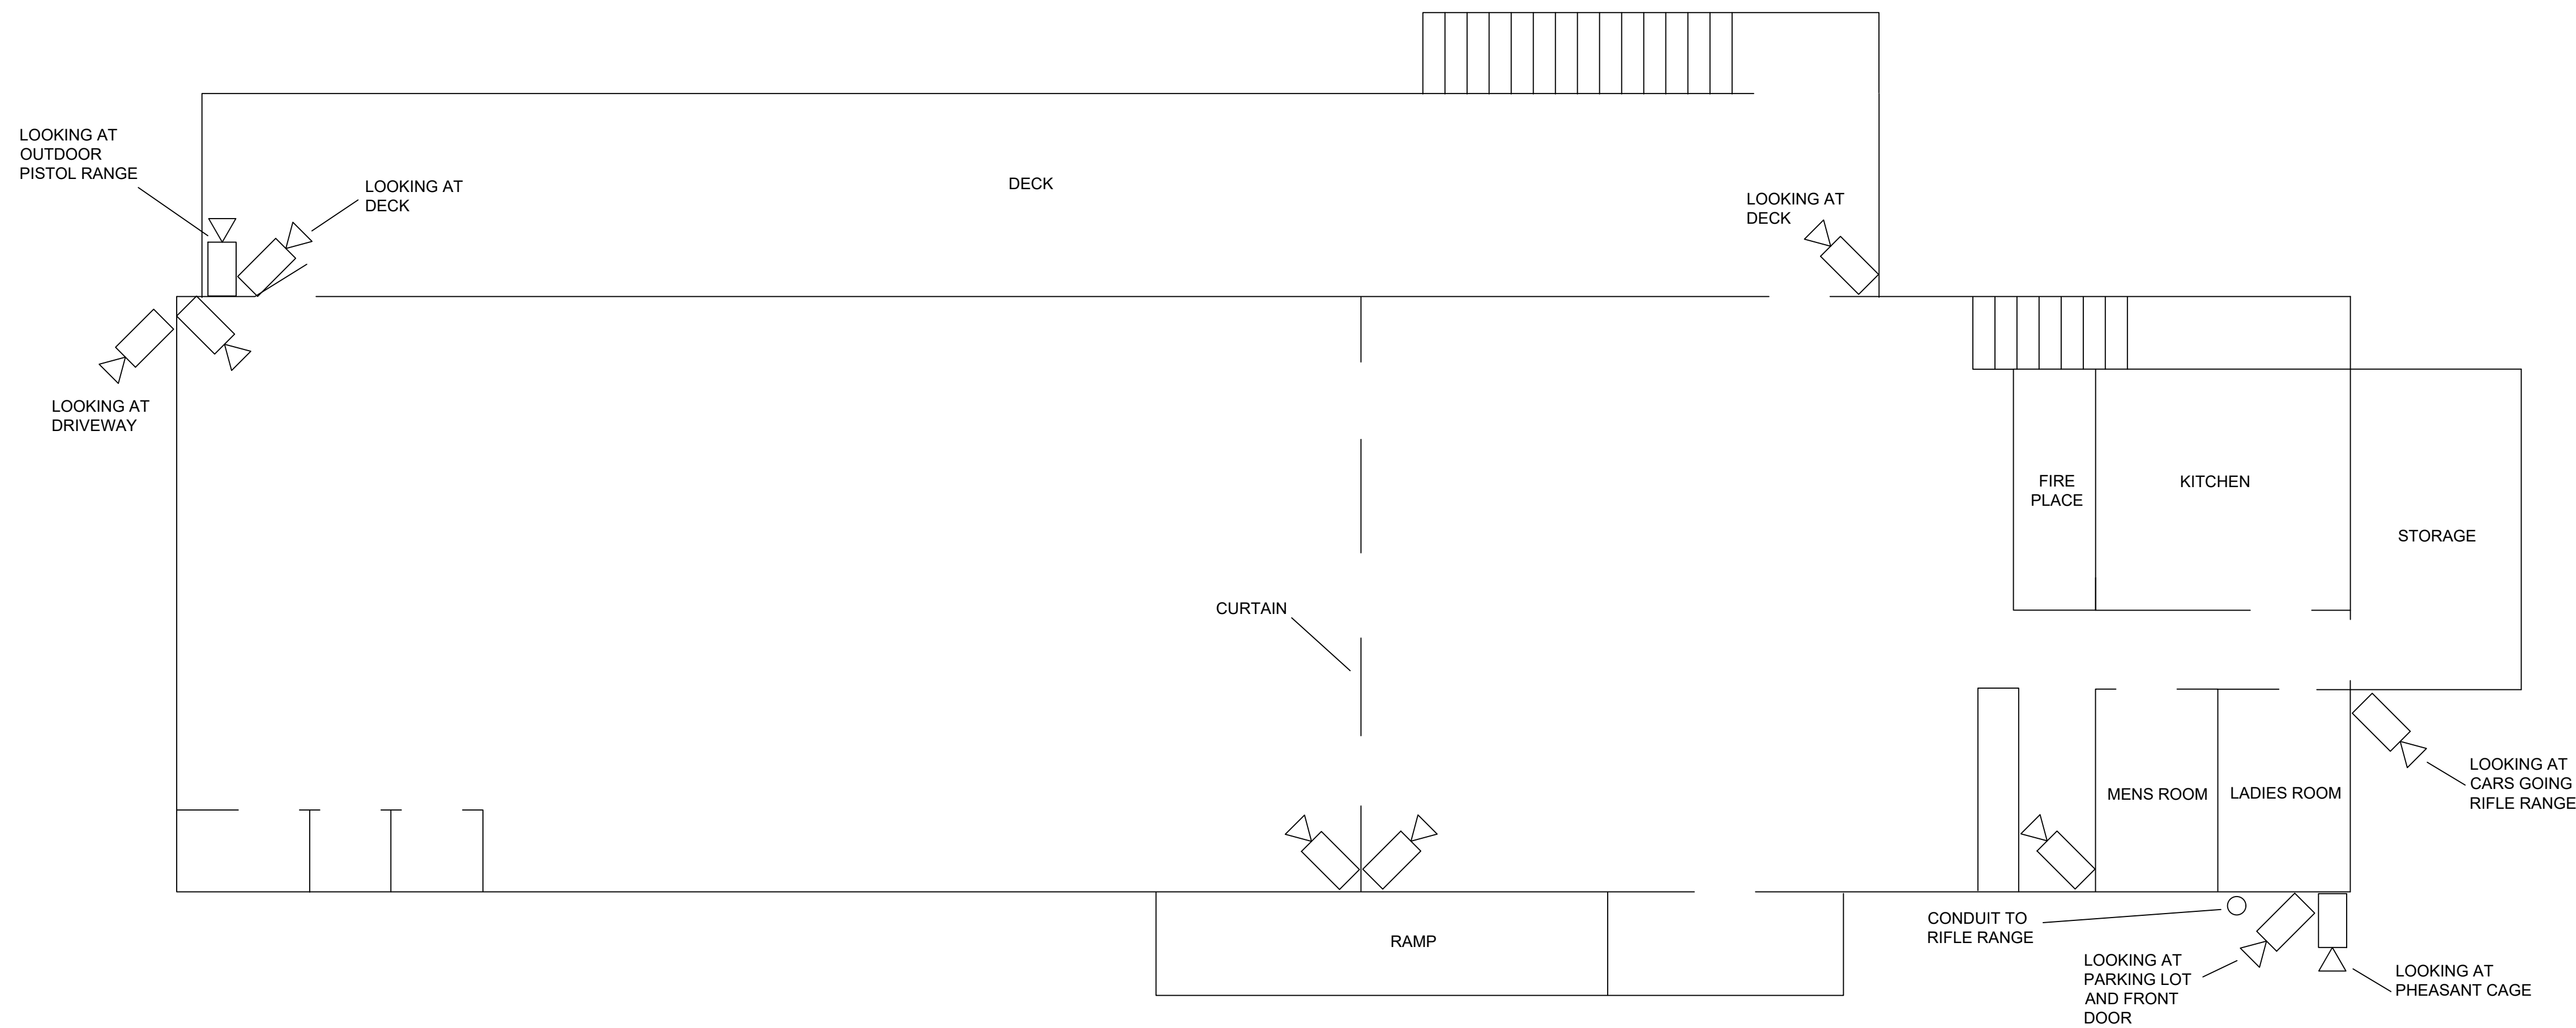 LOOKING AT
OUTDOOR
PISTOL RANGE
LOOKING AT
DECK
DECK
LOOKING AT
DECK
LOOKING AT
DRIVEWAY
FIRE
PLACE
KITCHEN
STORAGE
CURTAIN
MENS ROOM
LADIES ROOM
LOOKING AT
CARS GOING
RIFLE RANGE
RAMP
CONDUIT TO
RIFLE RANGE
LOOKING AT
PARKING LOT
AND FRONT
DOOR
LOOKING AT
PHEASANT CAGE